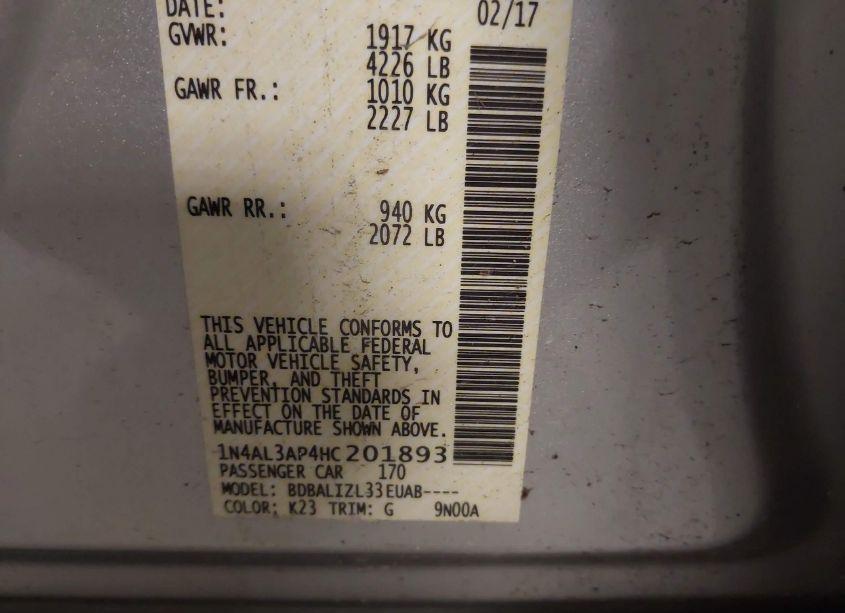 DATE: 02/17
GVWR: 1917 KG
4226 LB
GAWR FR.: 1010 KG
2227 LB
GAWR RR.: 940 KG
2072 LB
THIS VEHICLE CONFORMS TO
ALL APPLICABLE FEDERAL
MOTOR VEHICLE SAFETY,
BUMPER, AND THEFT
PREVENTION STANDARDS IN
EFFECT ON THE DATE OF
MANUFACTURE SHOWN ABOVE.
1N4AL3AP4HC201893
PASSENGER CAR 170
MODEL: BDBALIZL33EUAB----
COLOR; K23 TRIM: G 9N00A